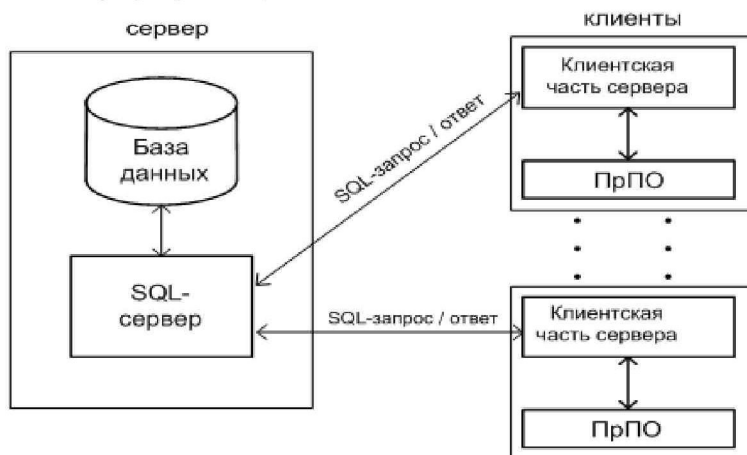 сервер
клиенты
База
данных
SQL-
сервер
SQL-запрос / ответ
SQL-запрос / ответ
Клиентская
часть сервера
ПрПО
Клиентская
часть сервера
ПрПО